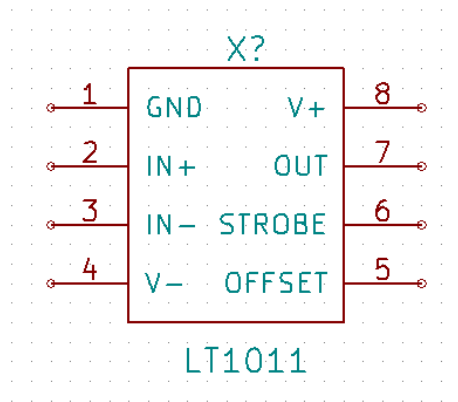 X?
1 GND V+ 8
2 IN+ OUT 7
3 IN- STROBE 6
4 V- OFFSET 5
LT1011